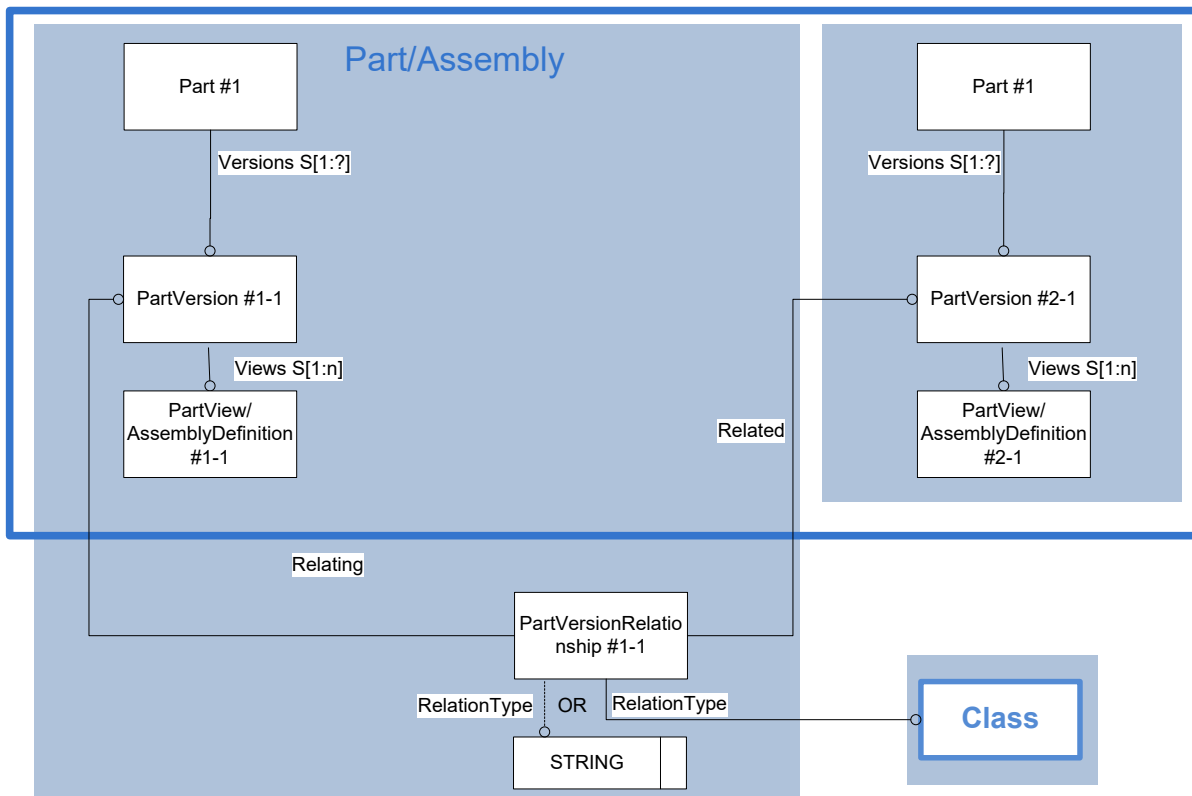 Part/Assembly
Part #1
Part #1
Versions S[1:?]
Versions S[1:?]
PartVersion #1-1
PartVersion #2-1
Views S[1:n]
Views S[1:n]
PartView/
AssemblyDefinition
#1-1
PartView/
AssemblyDefinition
#2-1
Related
Relating
PartVersionRelatio
nship #1-1
RelationType
OR
RelationType
Class
STRING